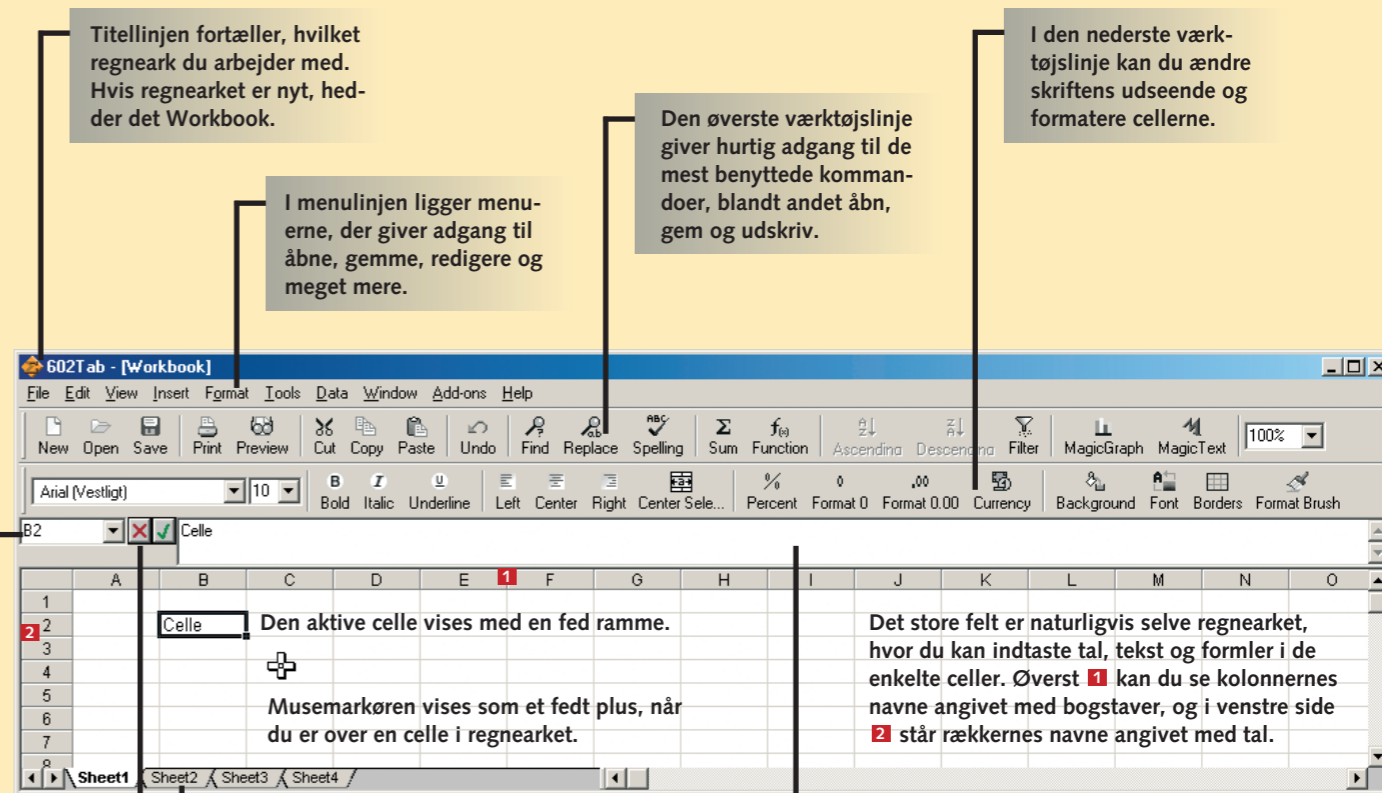 Titellinjen fortæller, hvilket
regneark du arbejder med.
Hvis regnearket er nyt, hed-
der det Workbook.
I menulinjen ligger menu-
erne, der giver adgang til
åbne, gemme, redigere og
meget mere.
Den øverste værktøjslinje
giver hurtig adgang til de
mest benyttede komman-
doer, blandt andet åbn,
gem og udskriv.
I den nederste værk-
tøjslinje kan du ændre
skriftens udseende og
formatere cellerne.
602Tab - [Workbook]
File Edit View Insert Format Tools Data Window Add-ons Help
New Open Save Print Preview Cut Copy Paste Undo Find Replace Spelling Sum Function Ascending Descending Filter MagicGraph MagicText 100%
Arial (Vestligt) 10 Bold Italic Underline Left Center Right Center Sele... Percent Format 0 Format 0.00 Currency Background Font Borders Format Brush
B2 Celle
A B C D E 1 F G H I J K L M N O
1
2 2 Celle
3
4
5
6
7
8
Den aktive celle vises med en fed ramme.
Musemarkøren vises som et fedt plus, når
du er over en celle i regnearket.
Det store felt er naturligvis selve regnearket,
hvor du kan indtaste tal, tekst og formler i de
enkelte celler. Øverst 1 kan du se kolonnernes
navne angivet med bogstaver, og i venstre side
2 står rækkernes navne angivet med tal.
Sheet1 Sheet2 Sheet3 Sheet4